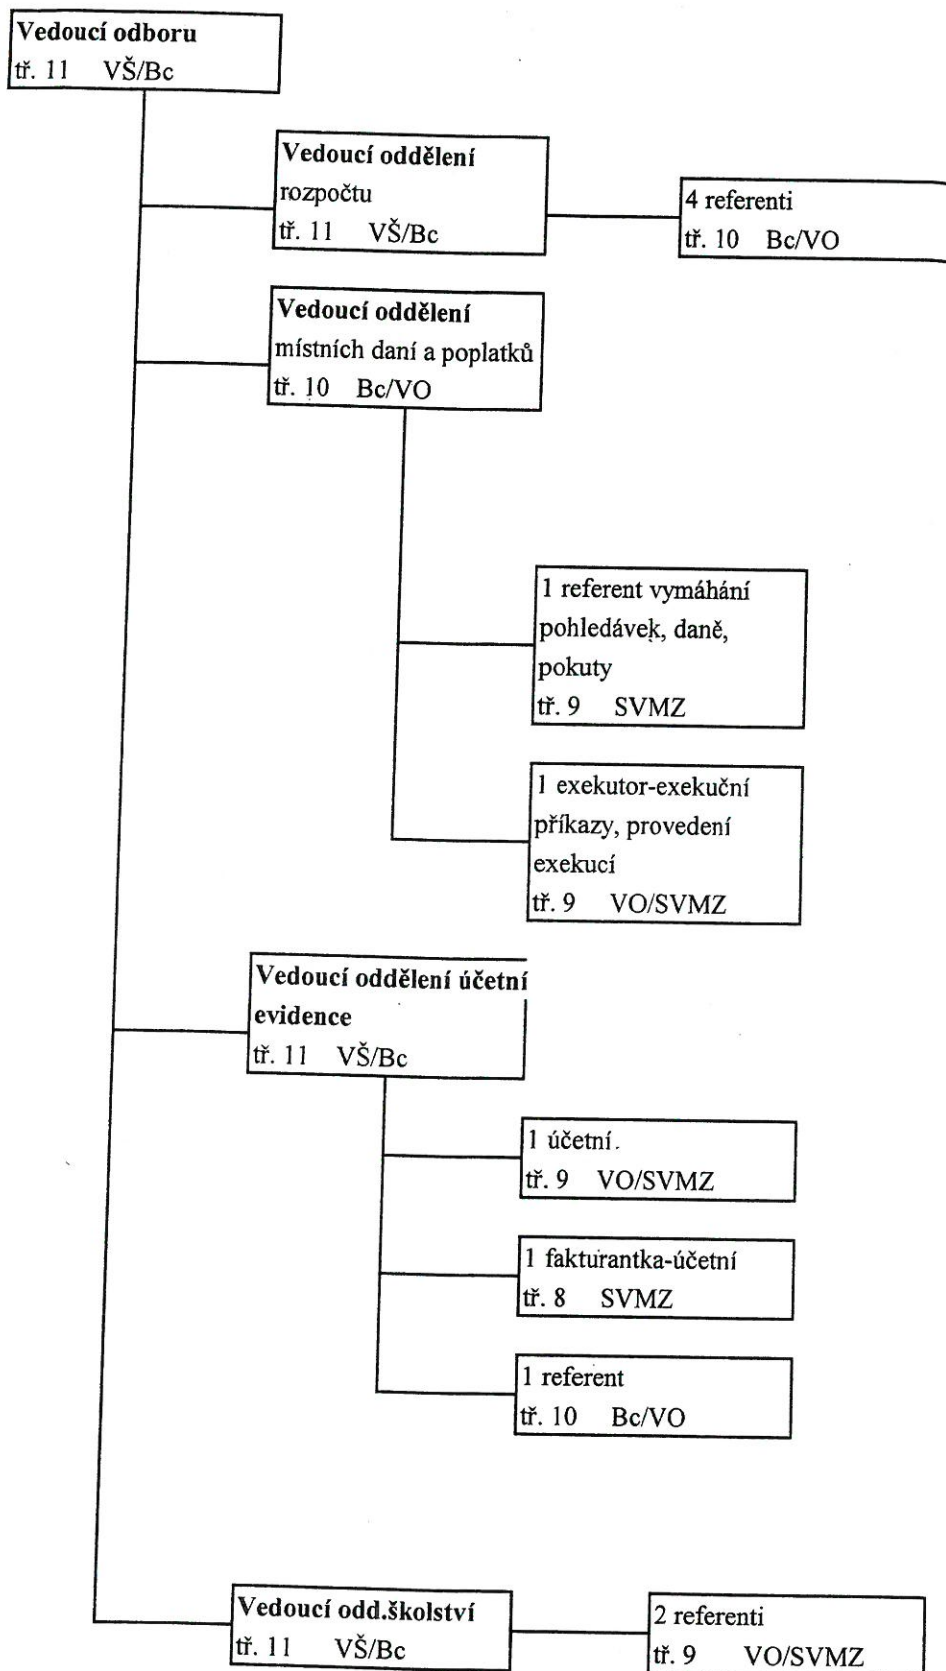 Vedoucí odboru
tř. 11 VŠ/Bc
Vedoucí oddělení
rozpočtu
tř. 11 VŠ/Bc
4 referenti
tř. 10 Bc/VO
Vedoucí oddělení
místních daní a poplatků
tř. 10 Bc/VO
1 referent vymáhání
pohledávek, daně,
pokuty
tř. 9 SVMZ
1 exekutor-exekuční
příkazy, provedení
exekucí
tř. 9 VO/SVMZ
Vedoucí oddělení účetní
evidence
tř. 11 VŠ/Bc
1 účetní
tř. 9 VO/SVMZ
1 fakturantka-účetní
tř. 8 SVMZ
1 referent
tř. 10 Bc/VO
Vedoucí odd.školství
tř. 11 VŠ/Bc
2 referenti
tř. 9 VO/SVMZ